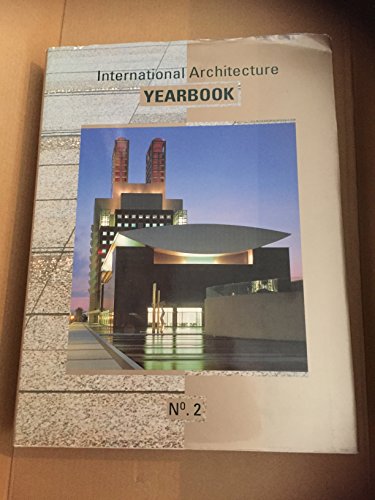 International Architecture
YEARBOOK
Nº. 2